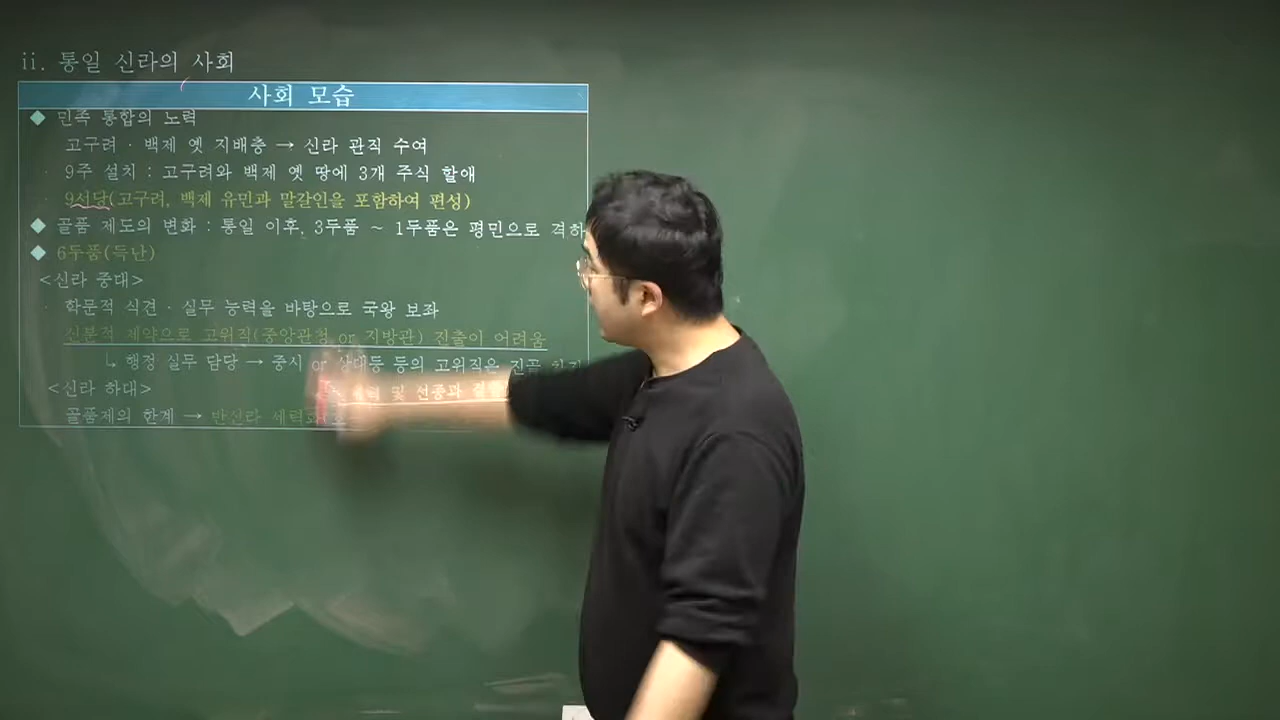 ii. 통일 신라의 사회
사회 모습
◆ 민족 통합의 노력
고구려 · 백제 옛 지배층 → 신라 관직 수여
· 9주 설치 : 고구려와 백제 옛 땅에 3개 주식 할애
· 9서당(고구려, 백제 유민과 말갈인을 포함하여 편성)
◆ 골품 제도의 변화 : 통일 이후, 3두품 ~ 1두품은 평민으로 격하
◆ 6두품(득난)
<신라 중대>
· 학문적 식견 · 실무 능력을 바탕으로 국왕 보좌
신분적 제약으로 고위직(중앙관청 or 지방관) 진출이 어려움
↳ 행정 실무 담당 → 중시 or 상대등 등의 고위직은 진골
<신라 하대>
및 선종과
골품제의 한계 → 반신라 세력화